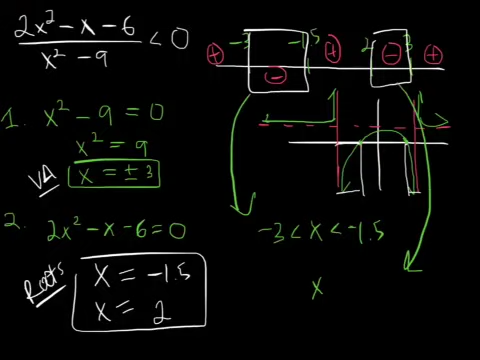 2x² - x - 6 / x² - 9 < 0
1. x² - 9 = 0
x² = 9
VA x = ± 3
2. 2x² - x - 6 = 0
Roots x = -1.5
x = 2
-3 -1.5 2 3
+ - + - +
-3 < x < -1.5
x